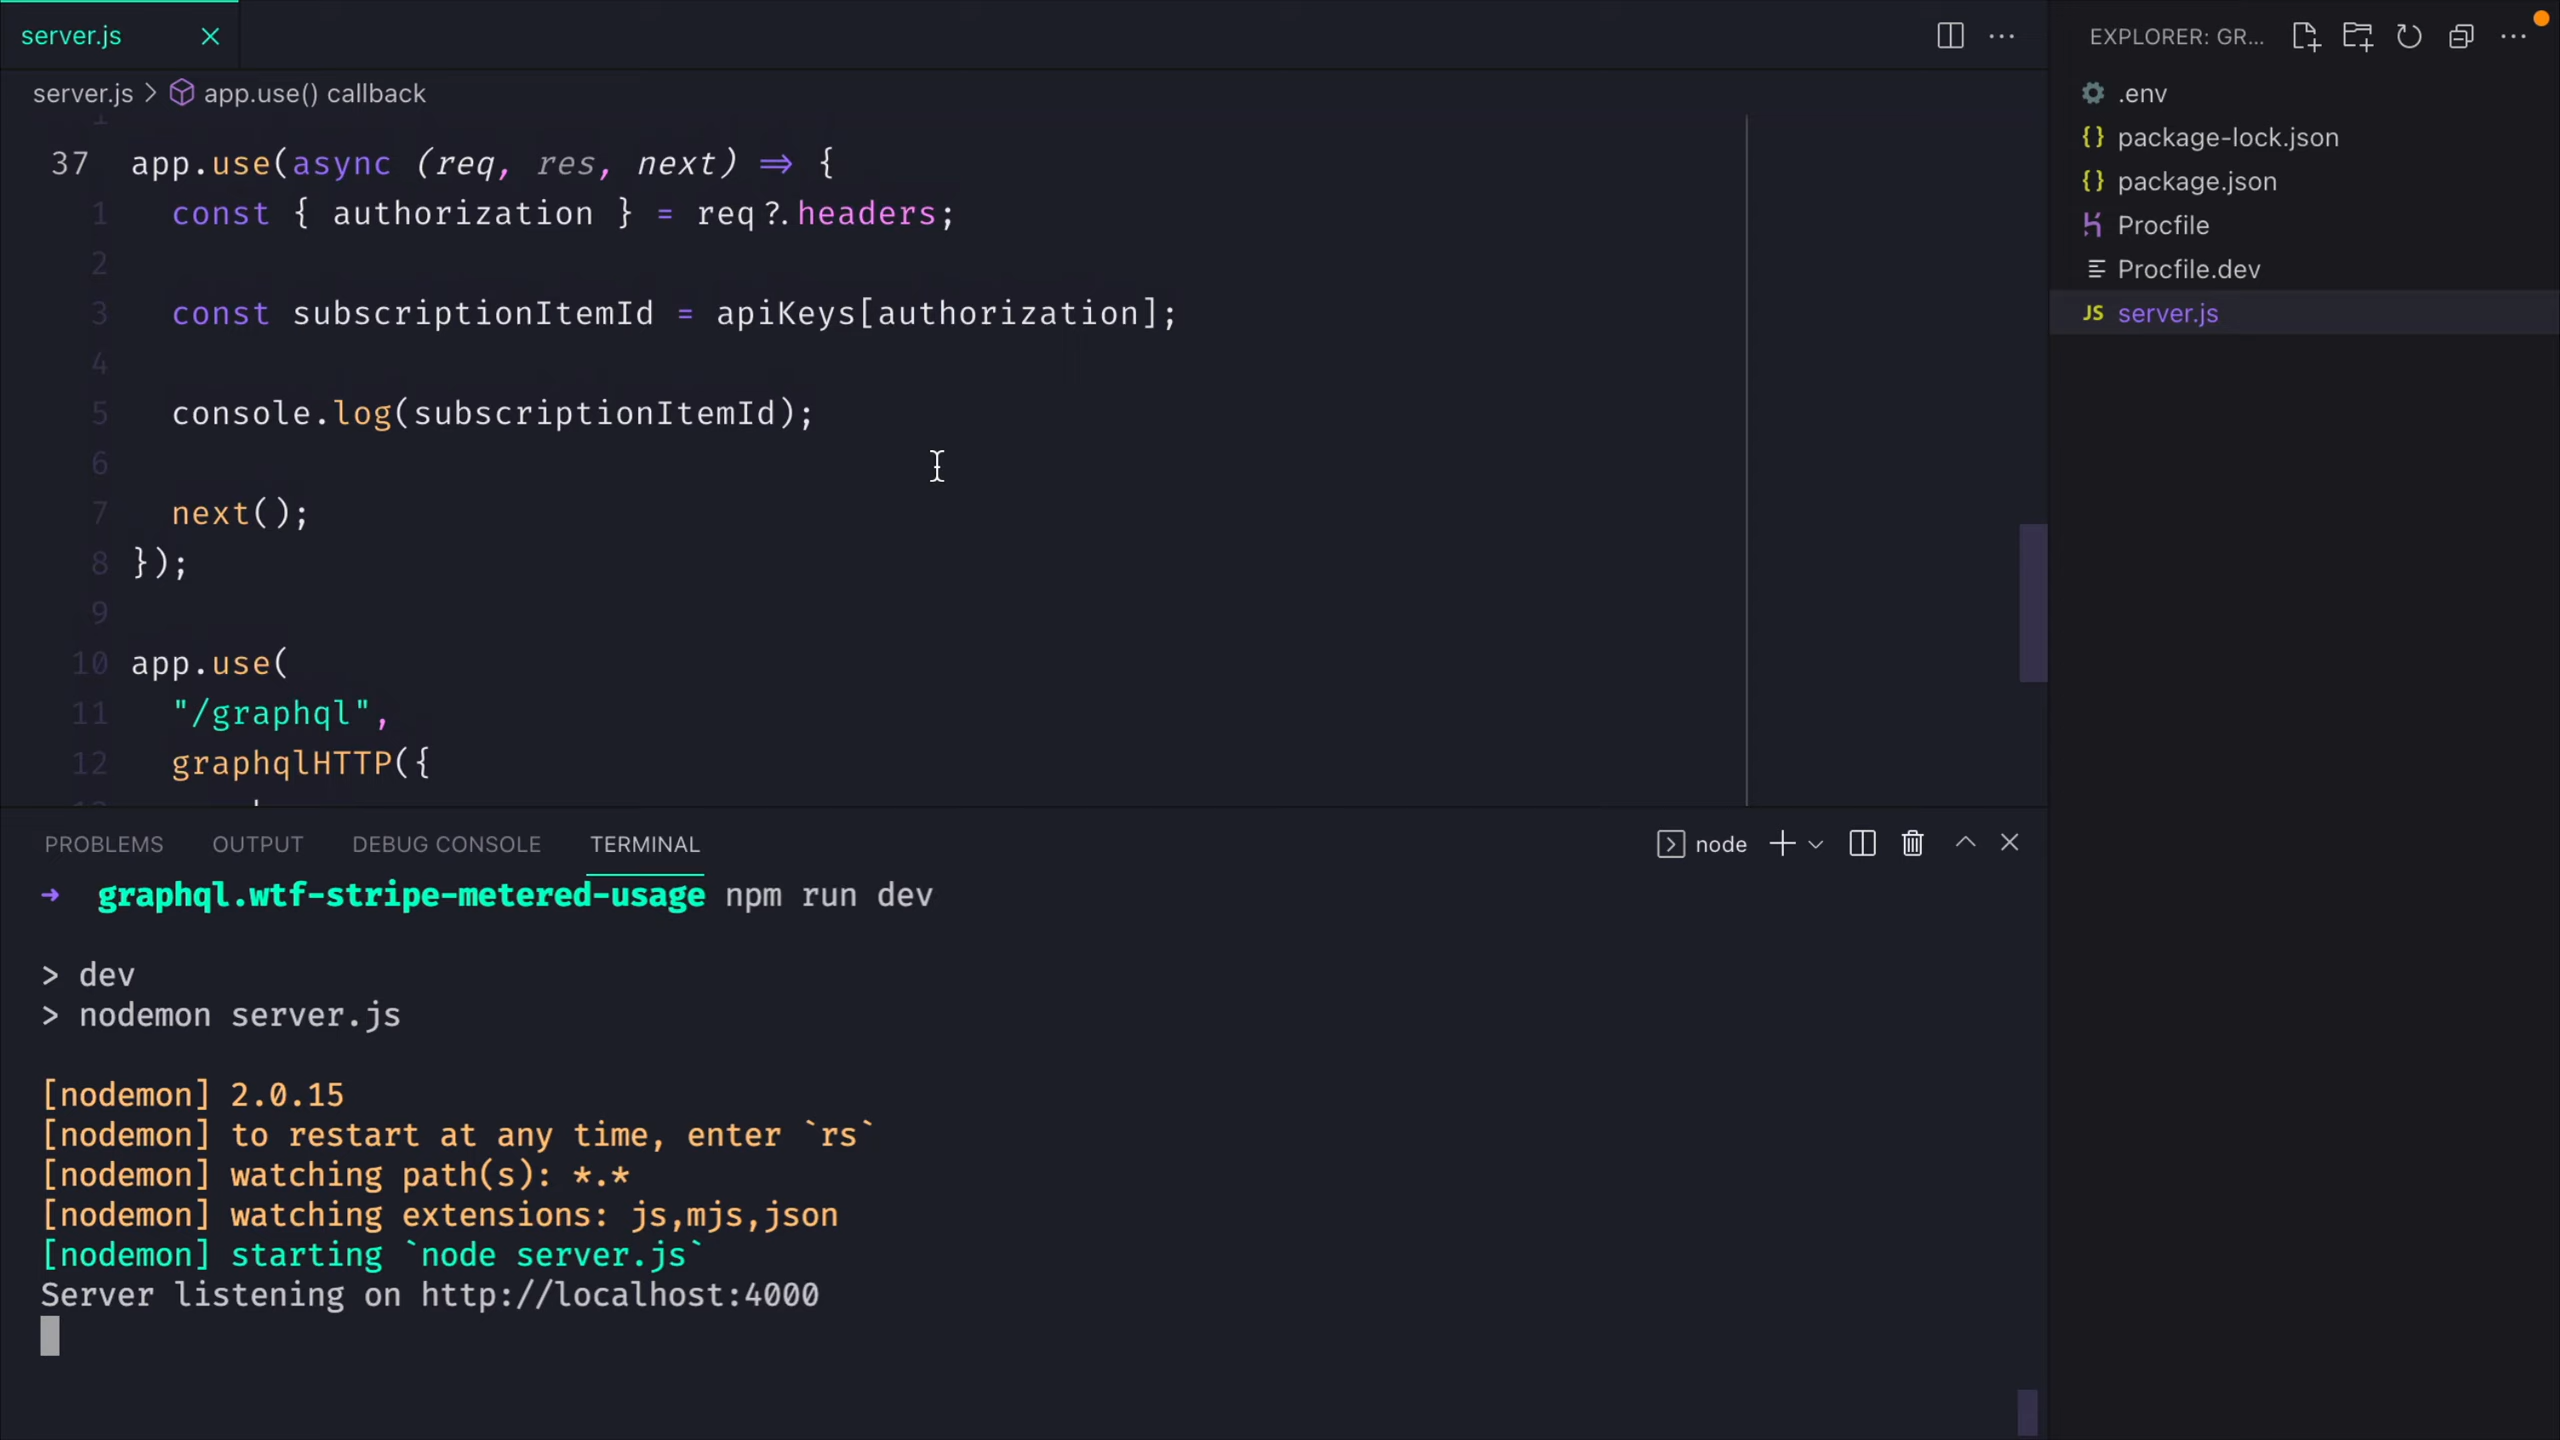 server.js
EXPLORER: GR...
server.js > app.use() callback
1
37 app.use(async (req, res, next) => {
1 const { authorization } = req?.headers;
2
3 const subscriptionItemId = apiKeys[authorization];
4
5 console.log(subscriptionItemId);
6
7 next();
8 });
9
10 app.use(
11 "/graphql",
12 graphqlHTTP({
.env
package-lock.json
package.json
Procfile
Procfile.dev
JS server.js
PROBLEMS OUTPUT DEBUG CONSOLE TERMINAL node
→ graphql.wtf-stripe-metered-usage npm run dev
> dev
> nodemon server.js
[nodemon] 2.0.15
[nodemon] to restart at any time, enter `rs`
[nodemon] watching path(s): *.*
[nodemon] watching extensions: js,mjs,json
[nodemon] starting `node server.js`
Server listening on http://localhost:4000